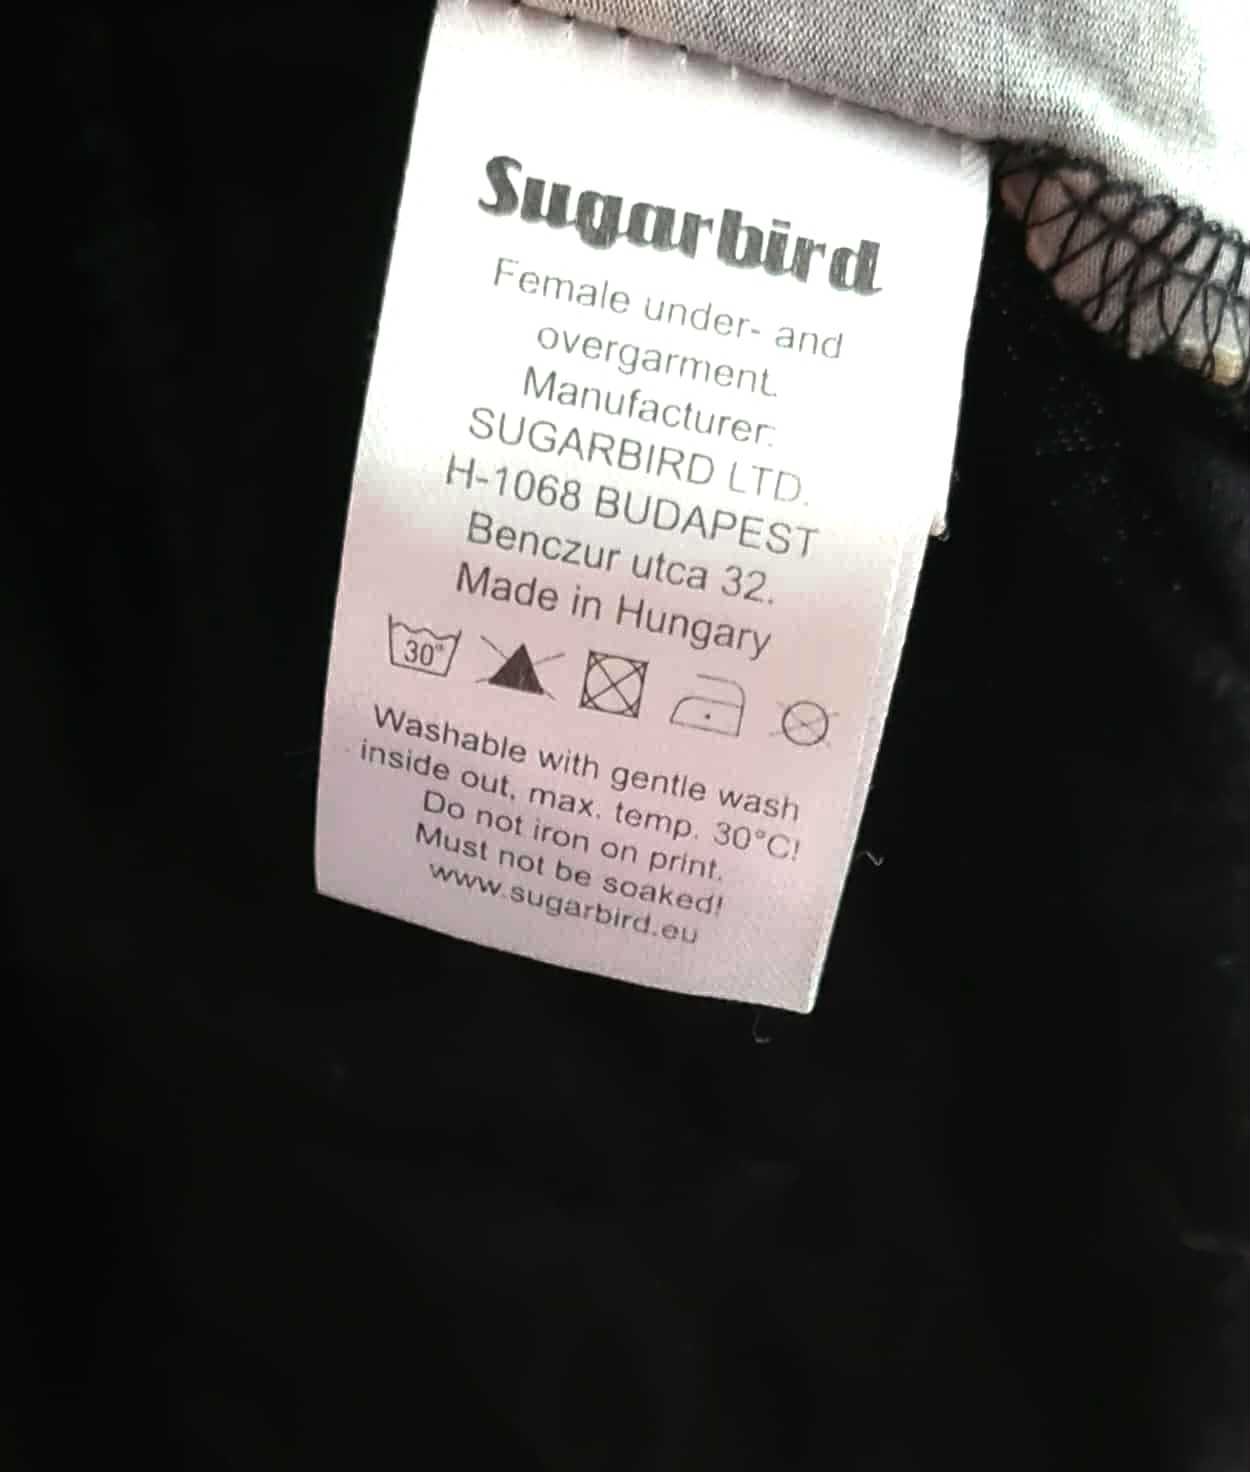 Sugarbird
Female under- and
overgarment.
Manufacturer:
SUGARBIRD LTD.
H-1068 BUDAPEST
Benczur utca 32.
Made in Hungary
30°
Washable with gentle wash
inside out, max. temp. 30°C!
Do not iron on print.
Must not be soaked!
www.sugarbird.eu